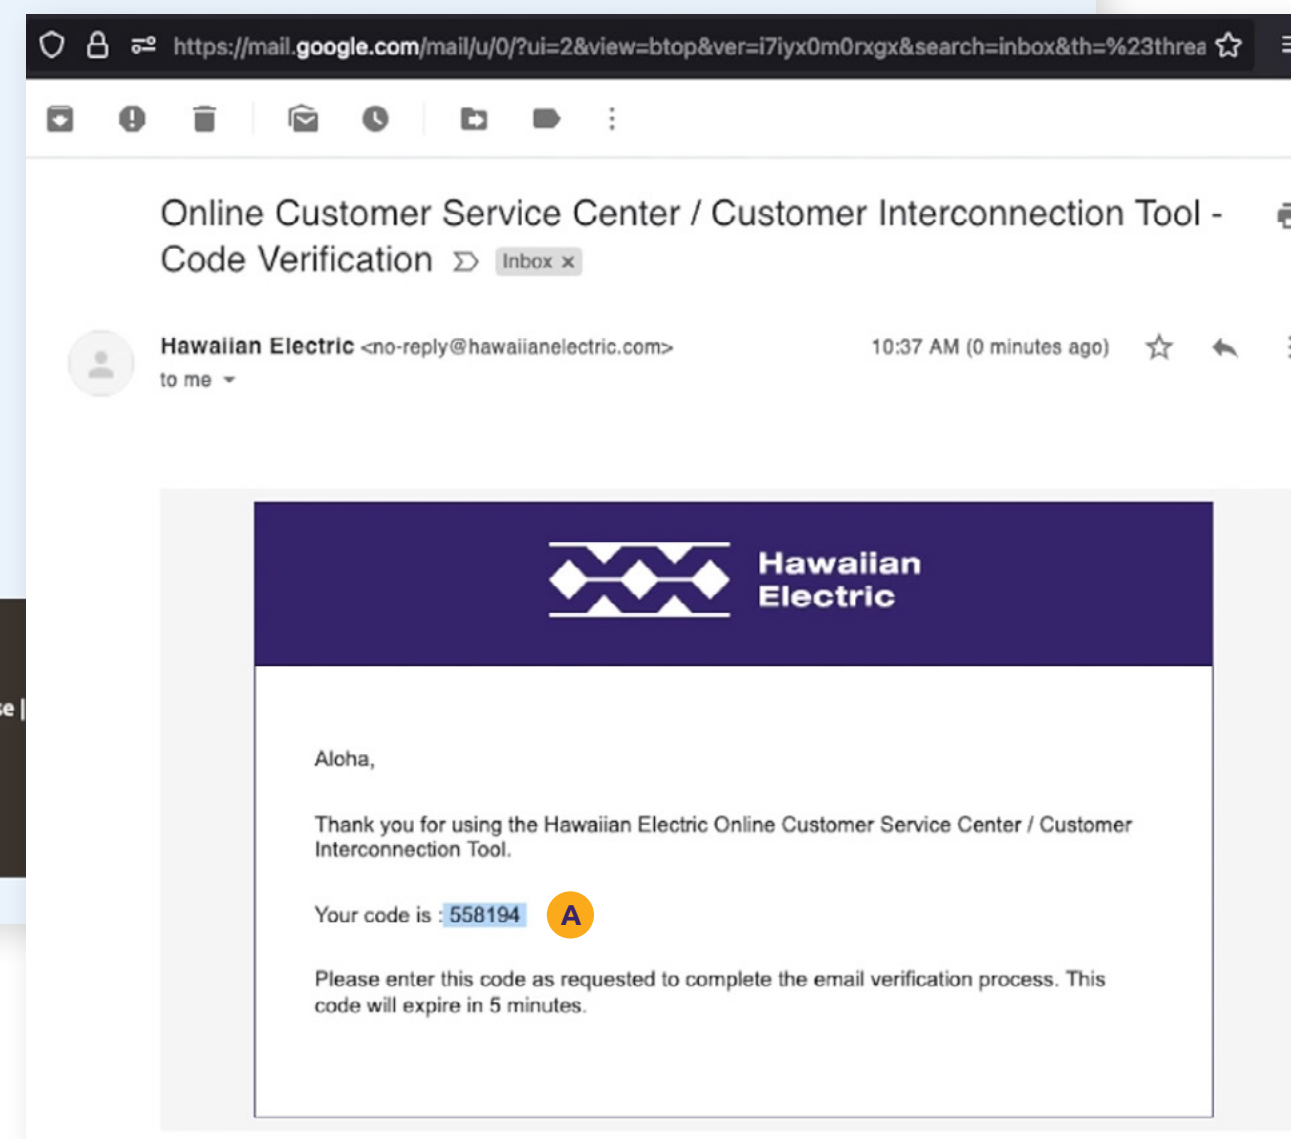 https://mail.google.com/mail/u/0/?ui=2&view=btop&ver=i7iyx0m0rxgx&search=inbox&th=%23threa
Online Customer Service Center / Customer Interconnection Tool -
Code Verification Inbox x
Hawaiian Electric <no-reply@hawaiianelectric.com> 10:37 AM (0 minutes ago)
to me
Hawaiian
Electric
se |
Aloha,
Thank you for using the Hawaiian Electric Online Customer Service Center / Customer
Interconnection Tool.
Your code is : 558194 A
Please enter this code as requested to complete the email verification process. This
code will expire in 5 minutes.